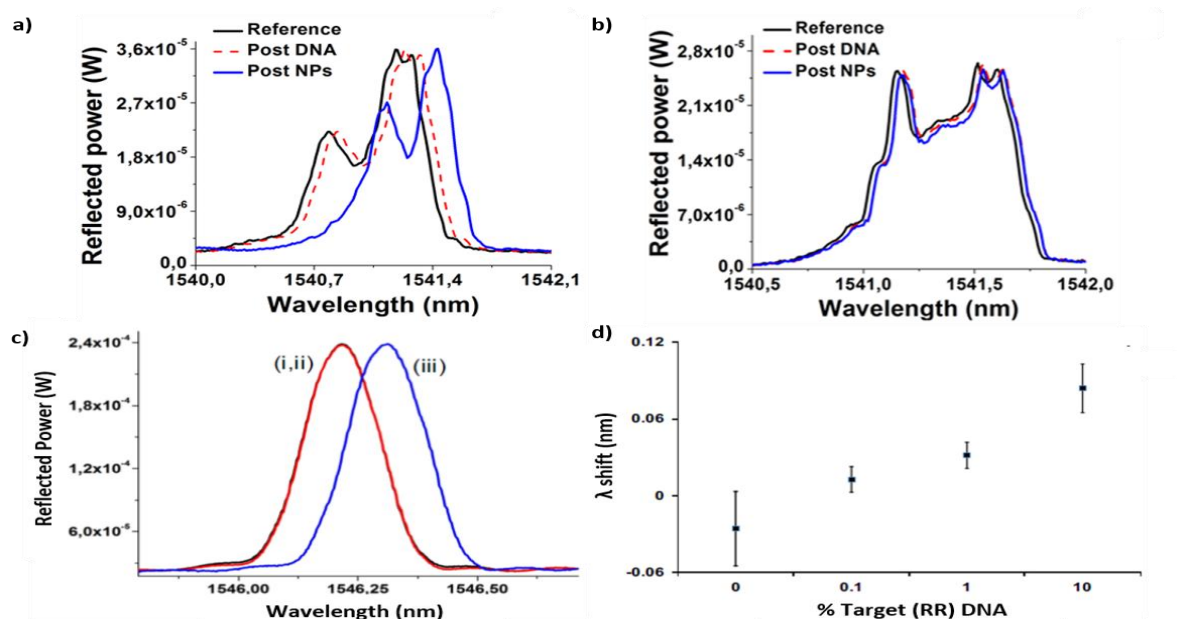 a)
Reference
Post DNA
Post NPs
3,6x10⁻⁵
2,7x10⁻⁵
1,8x10⁻⁵
9,0x10⁻⁶
0,0
Reflected power (W)
1540,0 1540,7 1541,4 1542,1
Wavelength (nm)
b)
Reference
Post DNA
Post NPs
2,8x10⁻⁵
2,1x10⁻⁵
1,4x10⁻⁵
7,0x10⁻⁶
0,0
Reflected power (W)
1540,5 1541,0 1541,5 1542,0
Wavelength (nm)
c)
2,4x10⁻⁴
1,8x10⁻⁴
1,2x10⁻⁴
6,0x10⁻⁵
Reflected Power (W)
(i,ii)
(iii)
1546.00 1546,25 1546,50
Wavelength (nm)
d)
0.12
0.06
0
-0.06
λ shift (nm)
0 0.1 1 10
% Target (RR) DNA